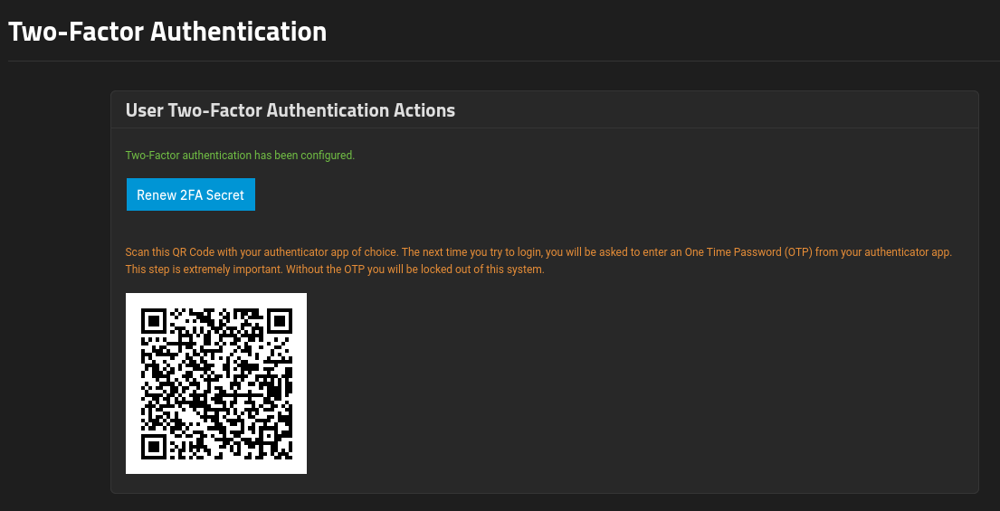 Two-Factor Authentication
User Two-Factor Authentication Actions
Two-Factor authentication has been configured.
Renew 2FA Secret
Scan this QR Code with your authenticator app of choice. The next time you try to login, you will be asked to enter an One Time Password (OTP) from your authenticator app.
This step is extremely important. Without the OTP you will be locked out of this system.